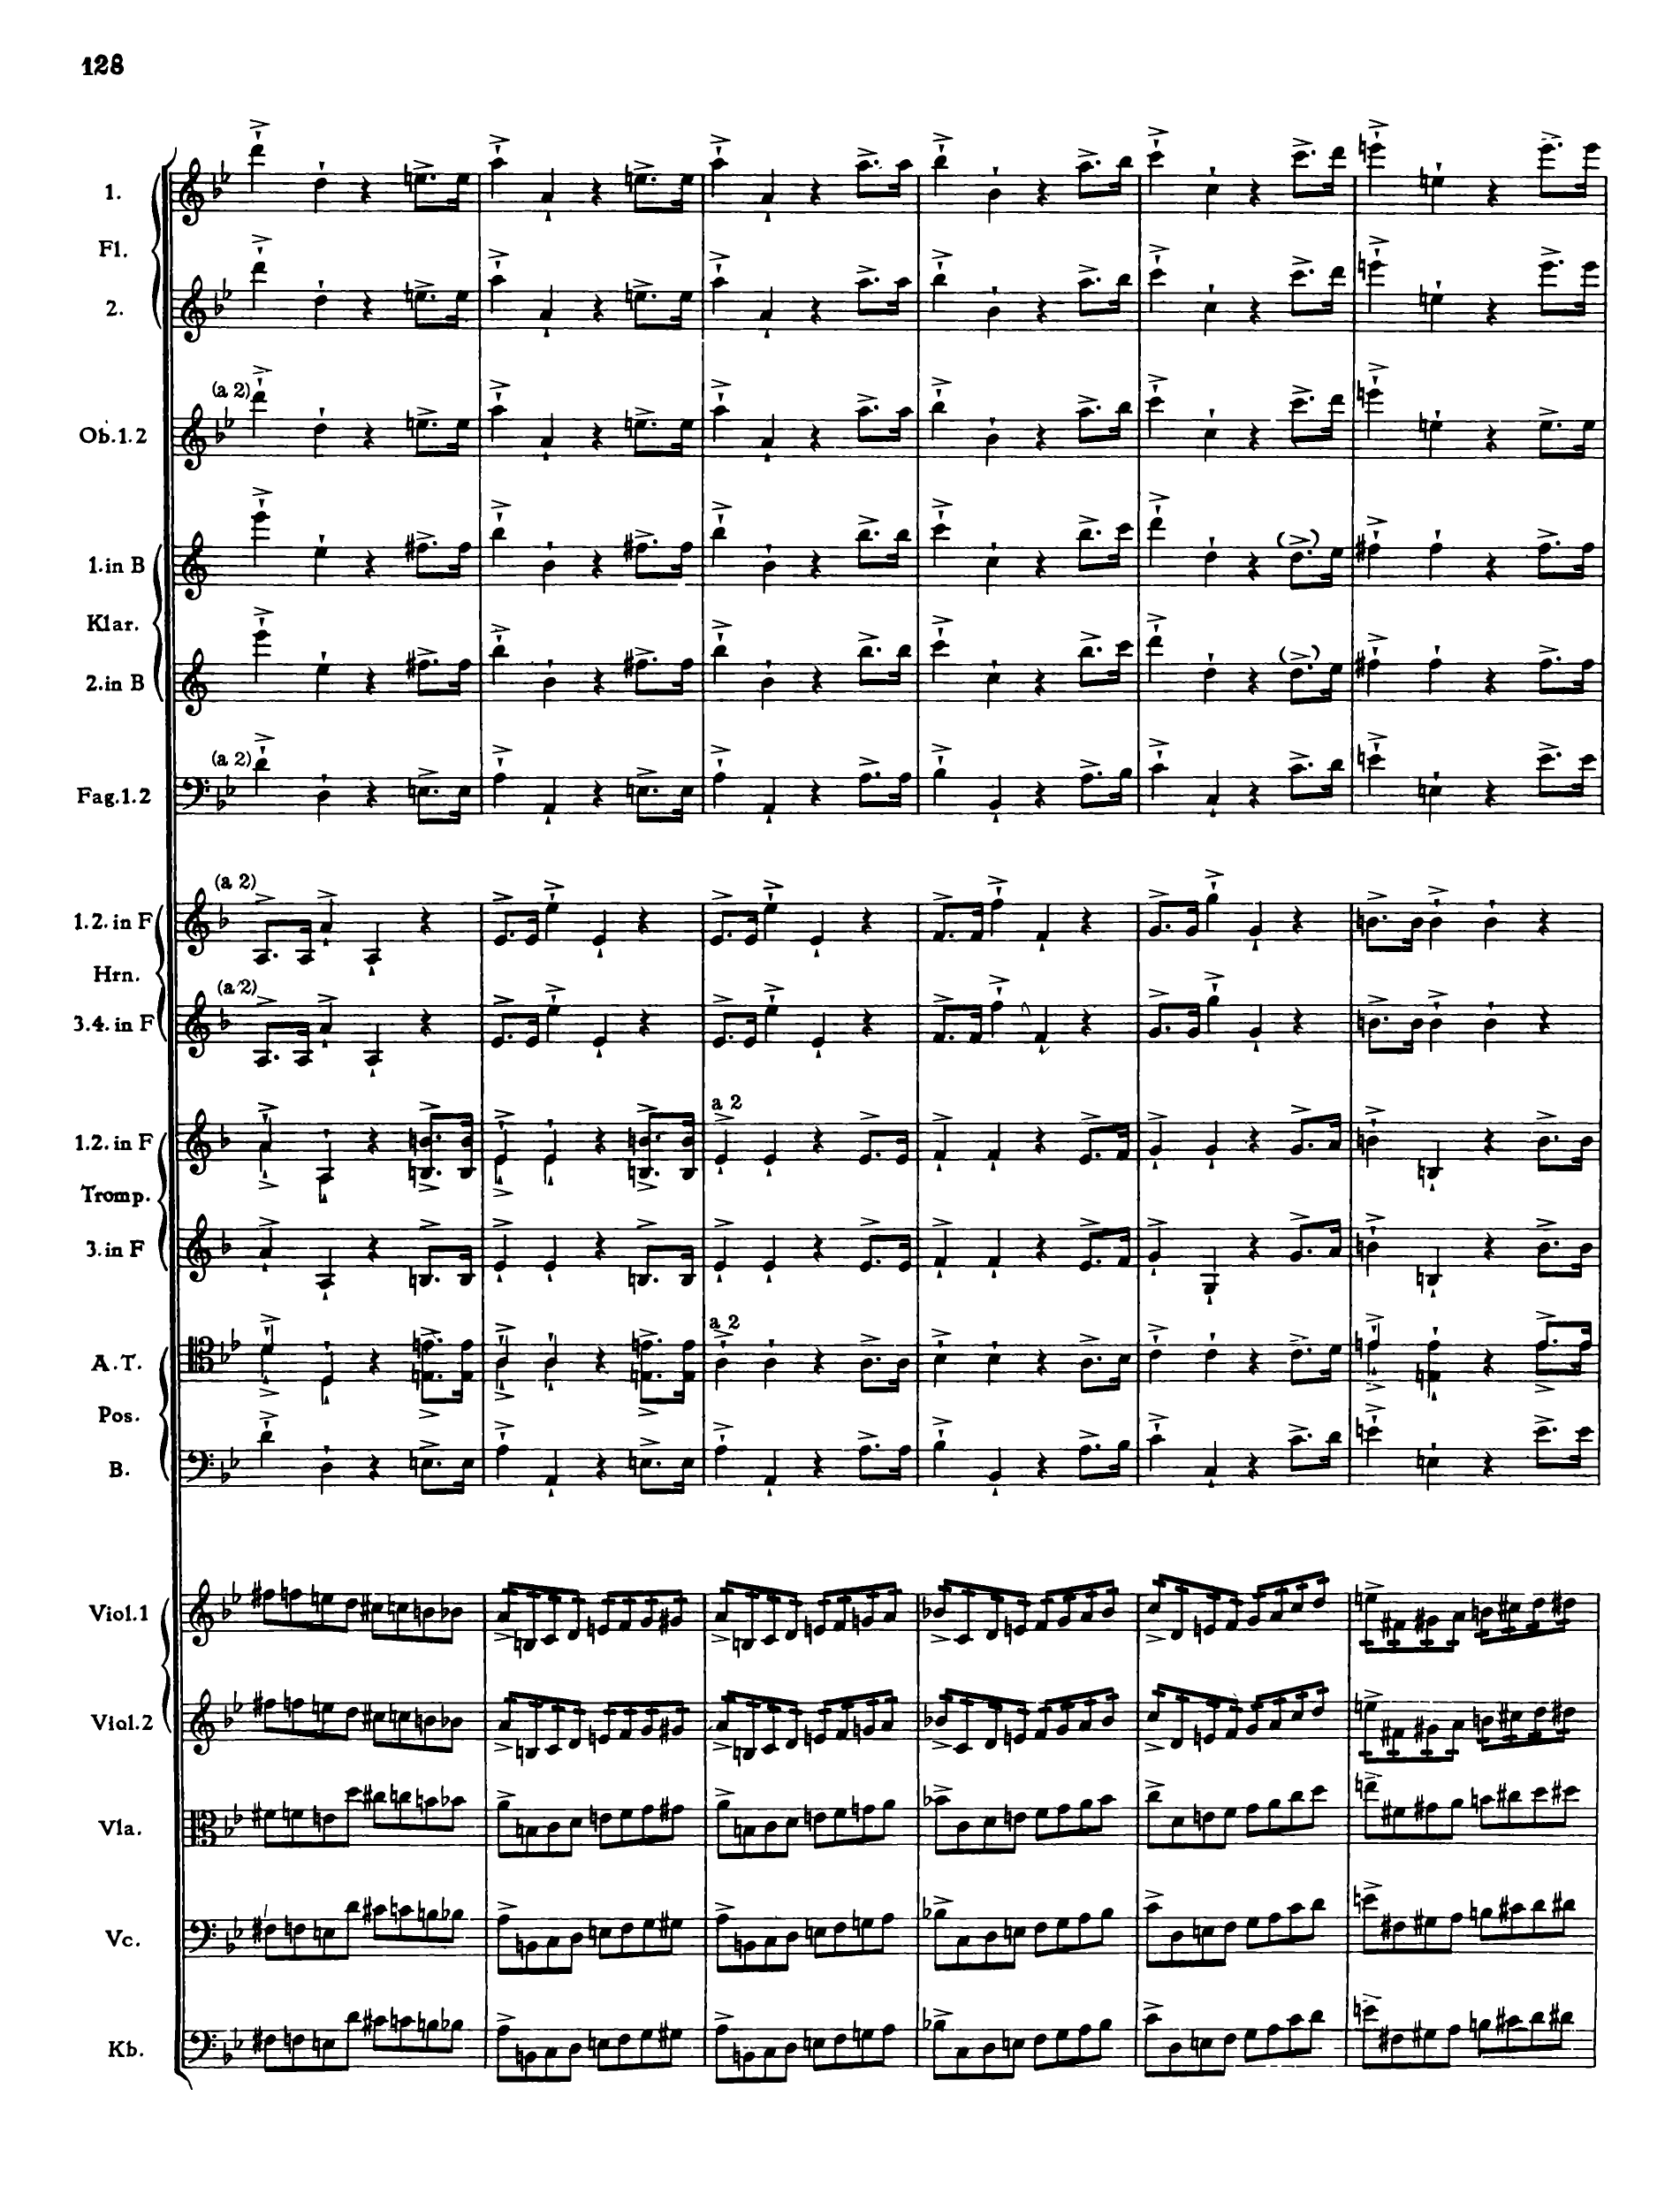 128
1.
Fl.
2.
(a 2)
Ob.1.2
1.in B
Klar.
2.in B
(a 2)
Fag.1.2
(a 2)
1.2. in F
Hrn.
(a 2)
3.4. in F
a 2
1.2. in F
Tromp.
3. in F
a 2
A.T.
Pos.
B.
Viol.1
Viol.2
Vla.
Vc.
Kb.